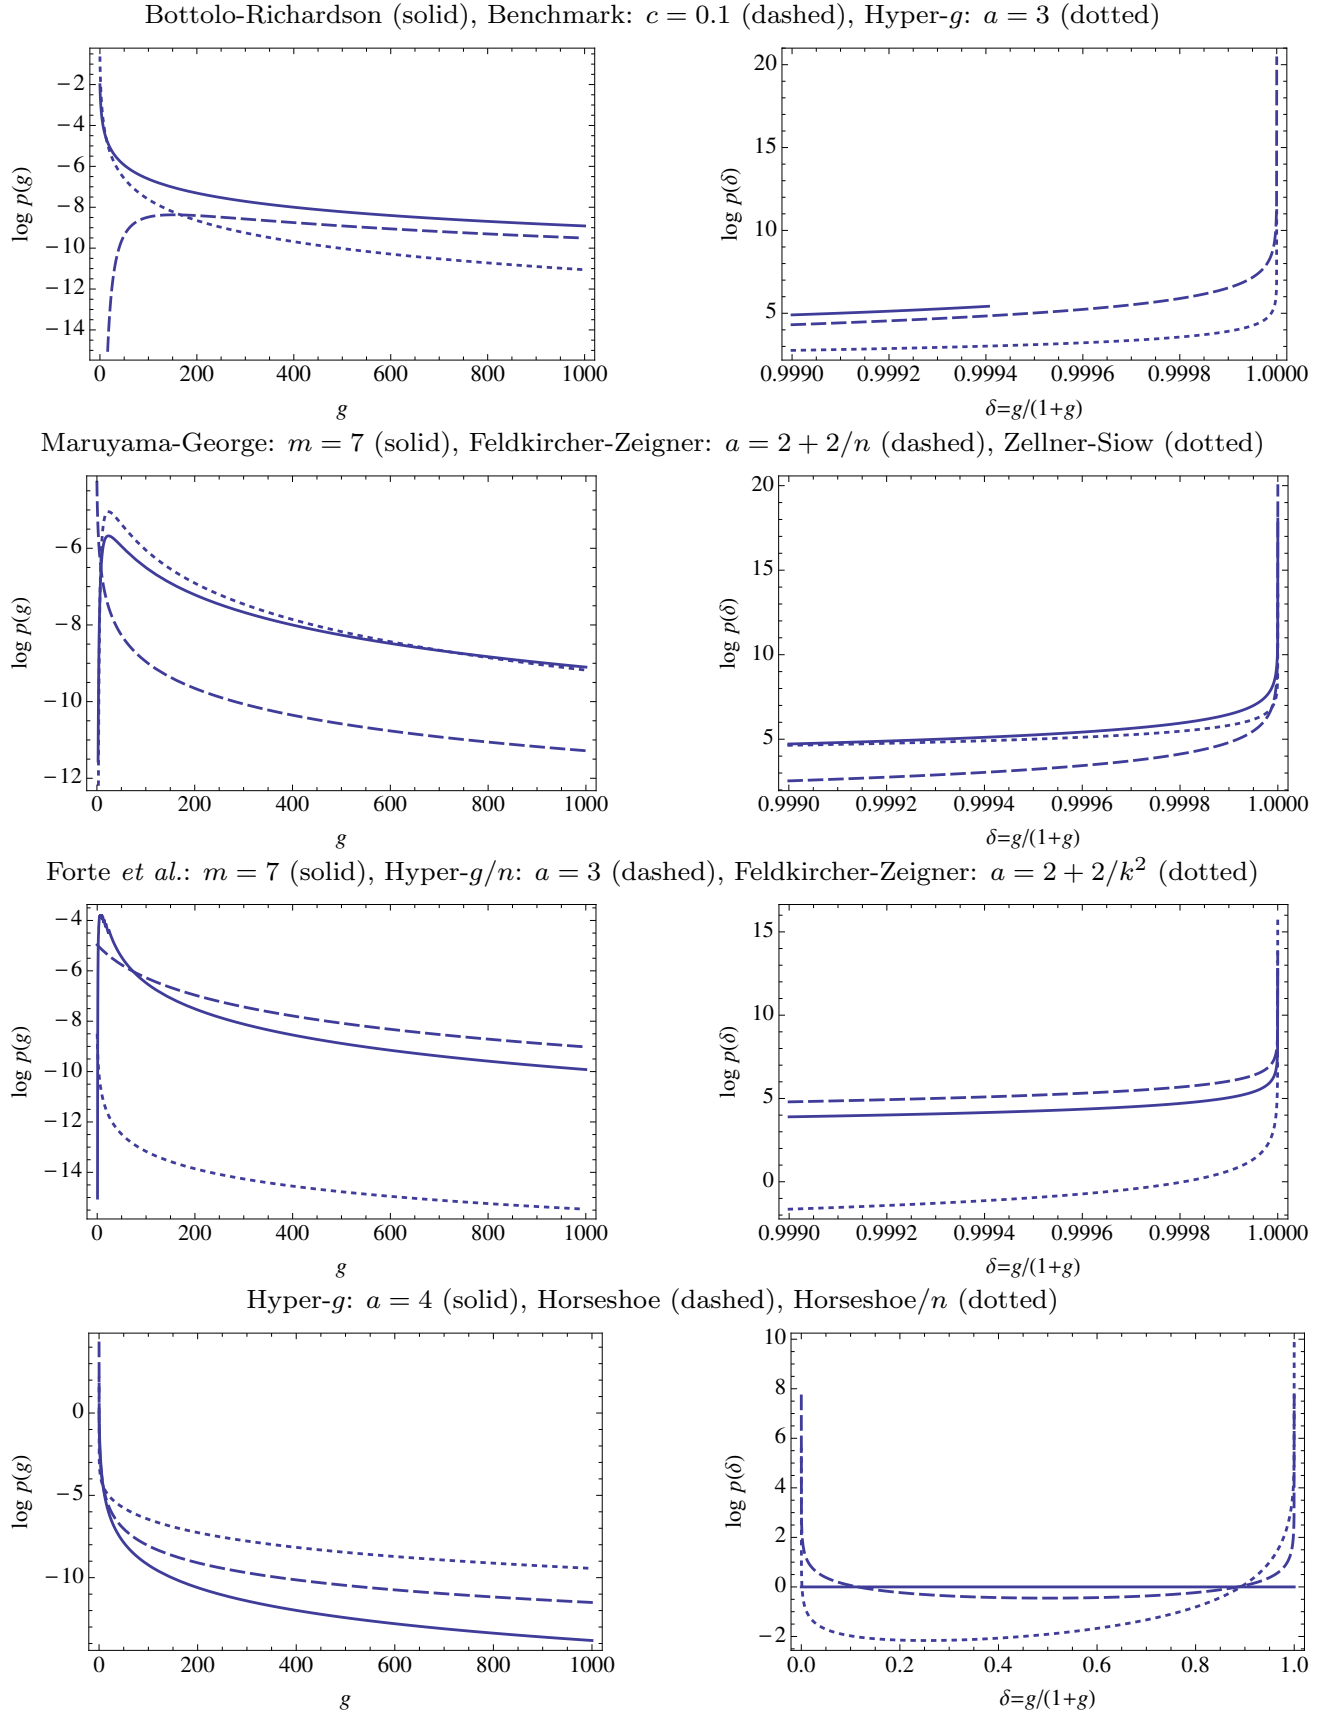 Bottolo-Richardson (solid), Benchmark: c = 0.1 (dashed), Hyper-g: a = 3 (dotted)
log p(g)
−2
−4
−6
−8
−10
−12
−14
0 200 400 600 800 1000
g
log p(δ)
20
15
10
5
0.9990 0.9992 0.9994 0.9996 0.9998 1.0000
δ=g/(1+g)
Maruyama-George: m = 7 (solid), Feldkircher-Zeigner: a = 2 + 2/n (dashed), Zellner-Siow (dotted)
log p(g)
−6
−8
−10
−12
0 200 400 600 800 1000
g
log p(δ)
20
15
10
5
0.9990 0.9992 0.9994 0.9996 0.9998 1.0000
δ=g/(1+g)
Forte et al.: m = 7 (solid), Hyper-g/n: a = 3 (dashed), Feldkircher-Zeigner: a = 2 + 2/k² (dotted)
log p(g)
−4
−6
−8
−10
−12
−14
0 200 400 600 800 1000
g
log p(δ)
15
10
5
0
0.9990 0.9992 0.9994 0.9996 0.9998 1.0000
δ=g/(1+g)
Hyper-g: a = 4 (solid), Horseshoe (dashed), Horseshoe/n (dotted)
log p(g)
0
−5
−10
0 200 400 600 800 1000
g
log p(δ)
10
8
6
4
2
0
−2
0.0 0.2 0.4 0.6 0.8 1.0
δ=g/(1+g)